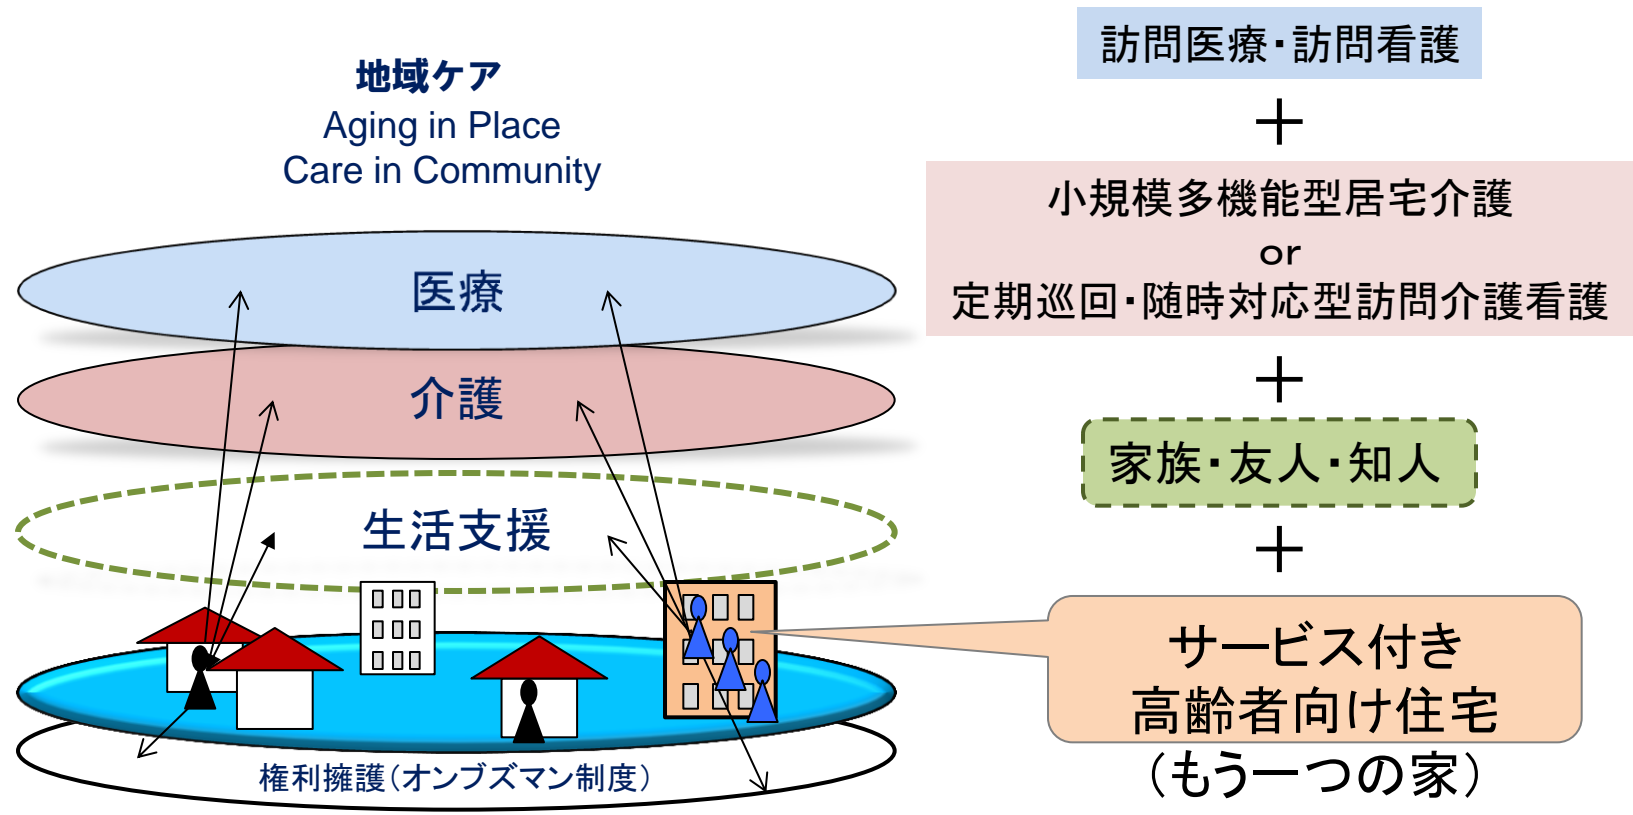 地域ケア
Aging in Place
Care in Community
医療
介護
生活支援
権利擁護（オンブズマン制度）
訪問医療・訪問看護
＋
小規模多機能型居宅介護
or
定期巡回・随時対応型訪問介護看護
＋
家族・友人・知人
＋
サービス付き
高齢者向け住宅
（もう一つの家）